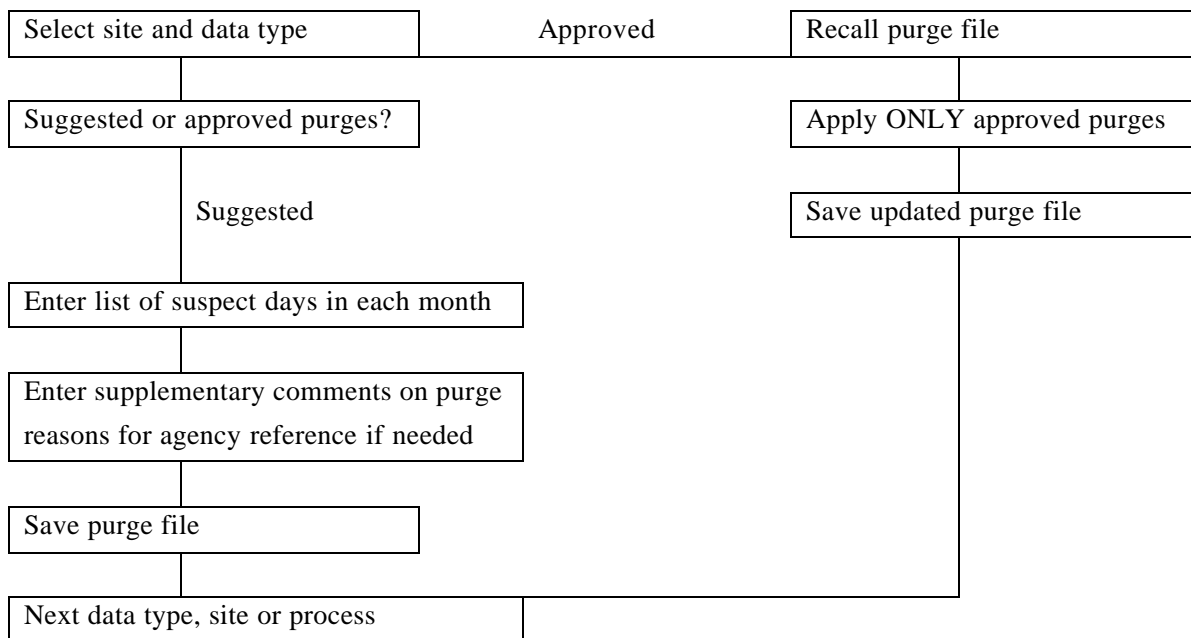 Select site and data type
Approved
Recall purge file
Suggested or approved purges?
Apply ONLY approved purges
Suggested
Save updated purge file
Enter list of suspect days in each month
Enter supplementary comments on purge
reasons for agency reference if needed
Save purge file
Next data type, site or process